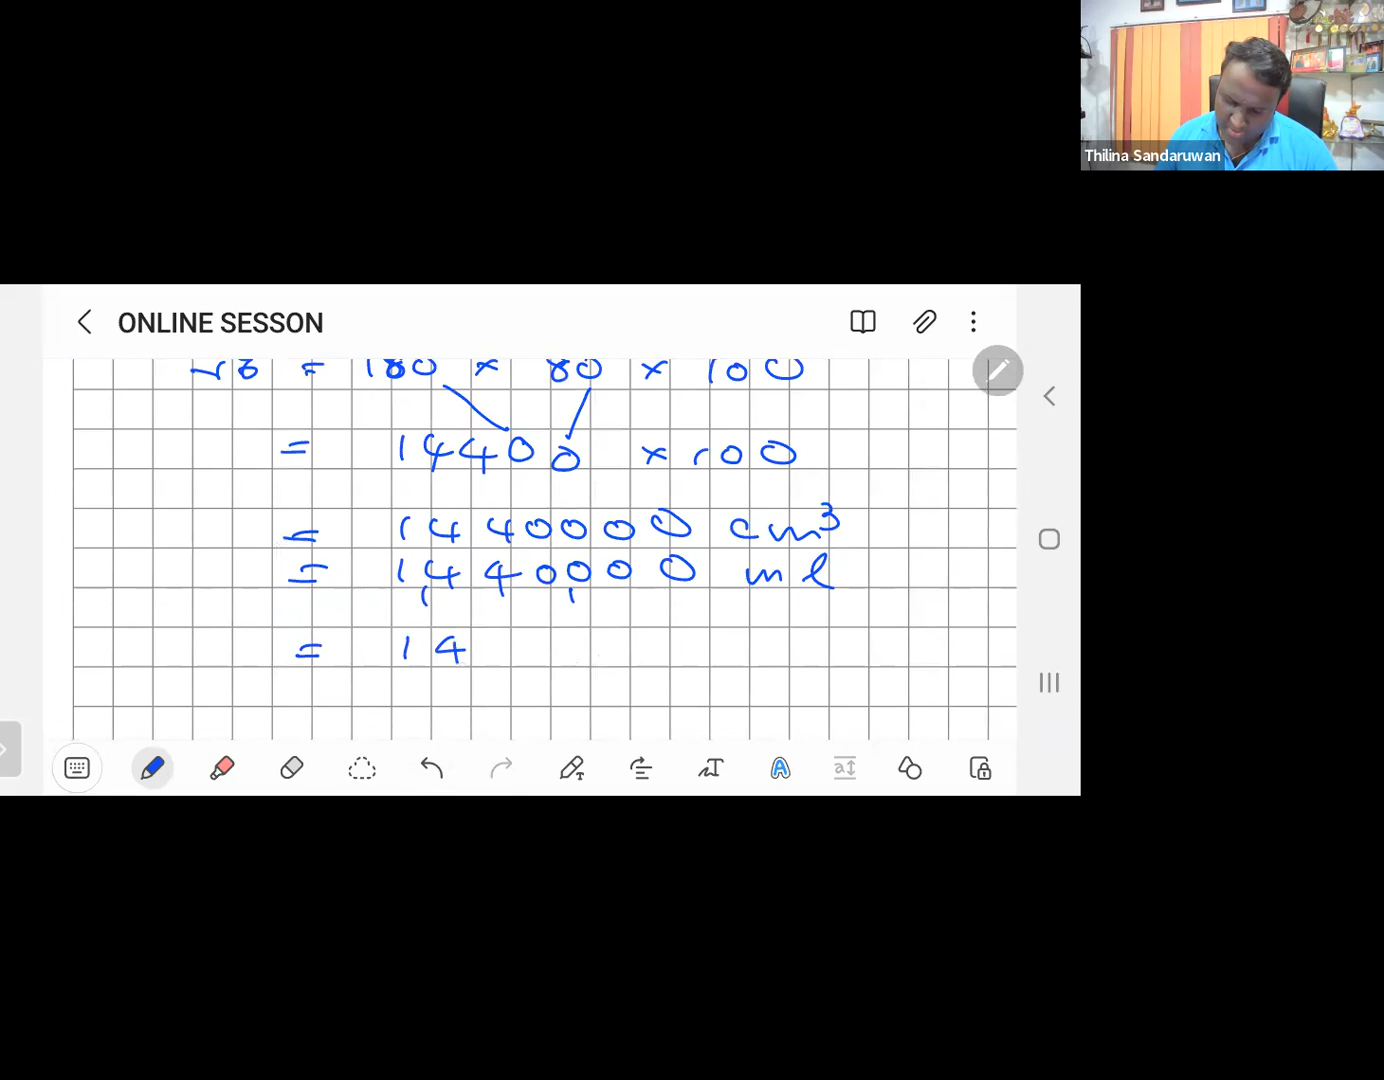 Thilina Sandaruwan
ONLINE SESSON
= 180 × 80 × 100
= 14400 × 100
= 1440000 cm³
= 1440000 ml
= 14